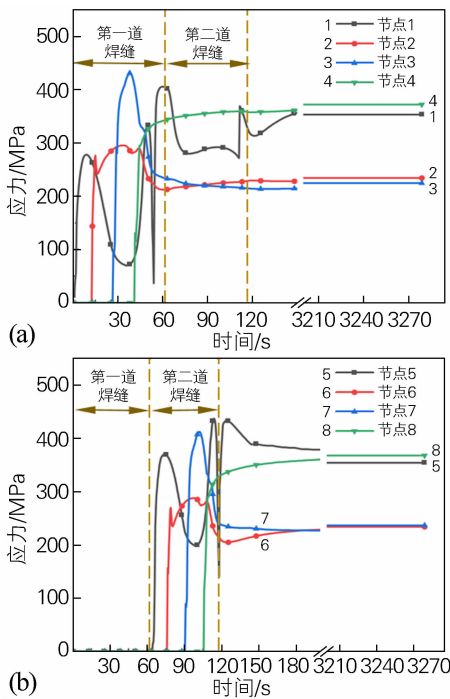 500
400
300
200
100
0
应力/MPa
第一道
焊缝
第二道
焊缝
1 节点1
2 节点2
3 节点3
4 节点4
4
1
2
3
30 60 90 120 3210 3240 3270
时间/s
(a)
500
400
300
200
100
0
应力/MPa
第一道
焊缝
第二道
焊缝
5 节点5
6 节点6
7 节点7
8 节点8
8
5
7
6
0 30 60 90 120 150 180 3210 3240 3270
时间/s
(b)